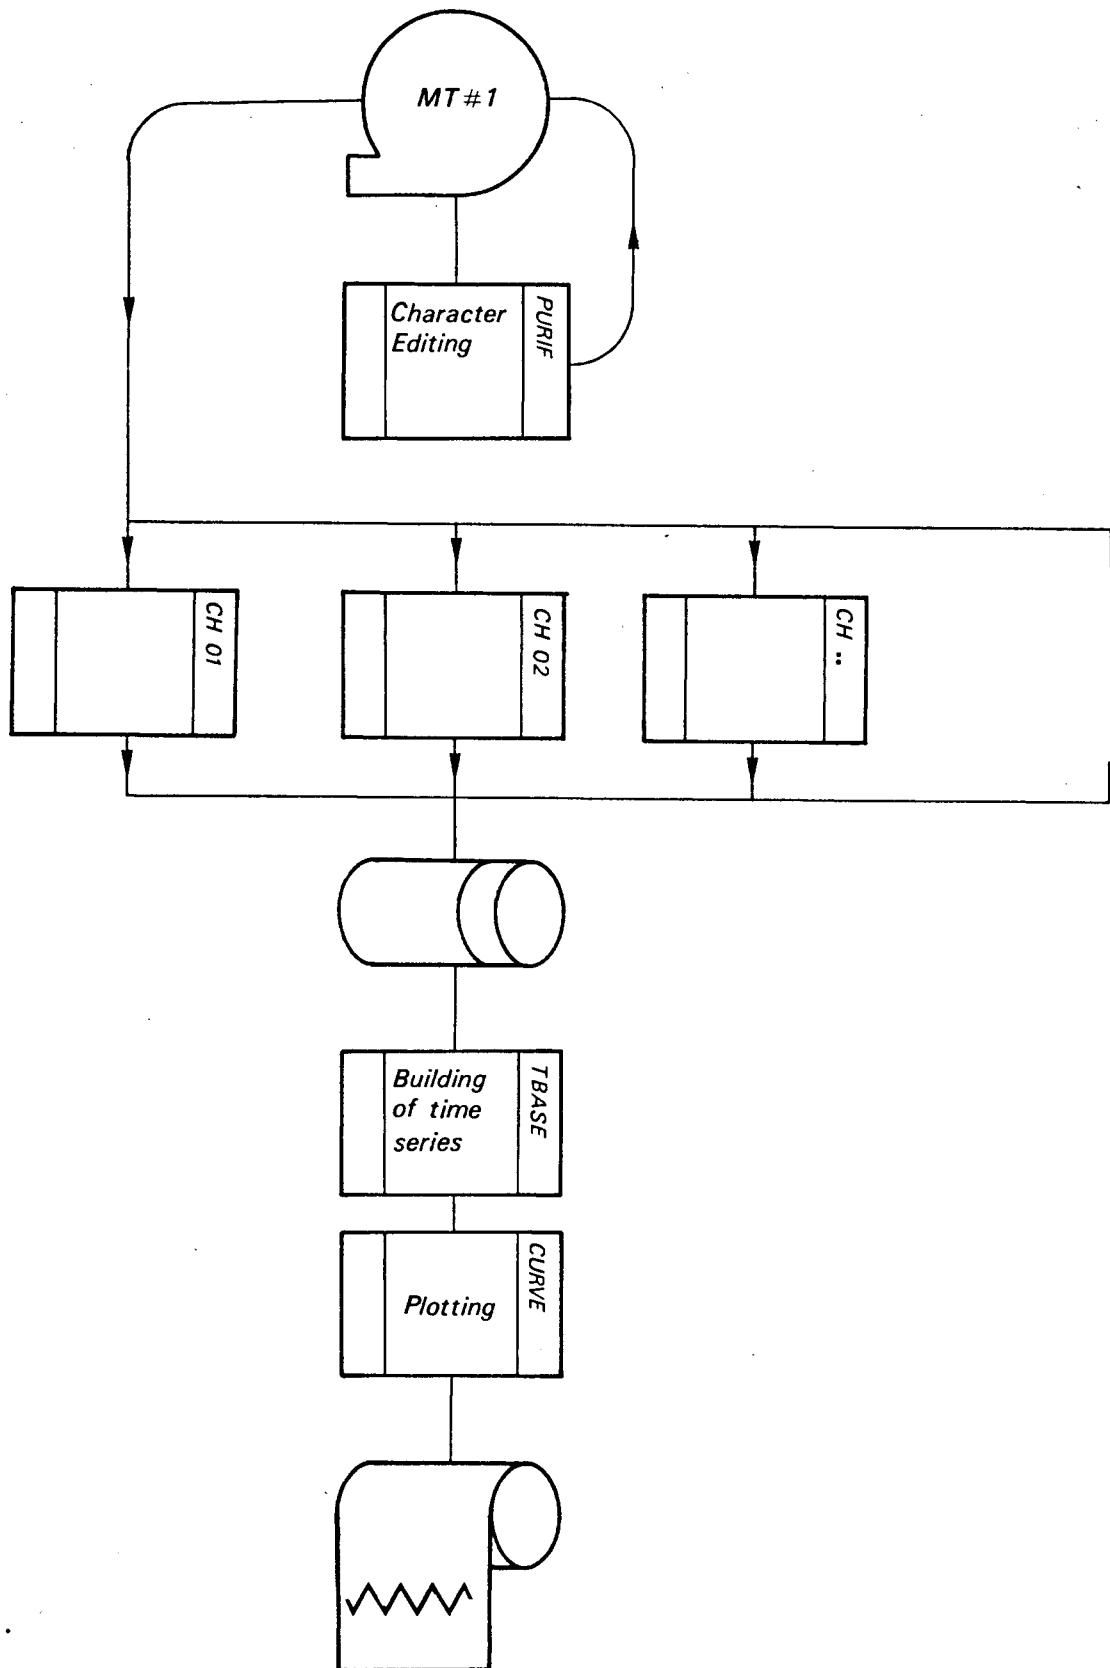 MT#1
Character
Editing
PURIF
CH 01
CH 02
CH ..
Building
of time
series
TBASE
Plotting
CURVE